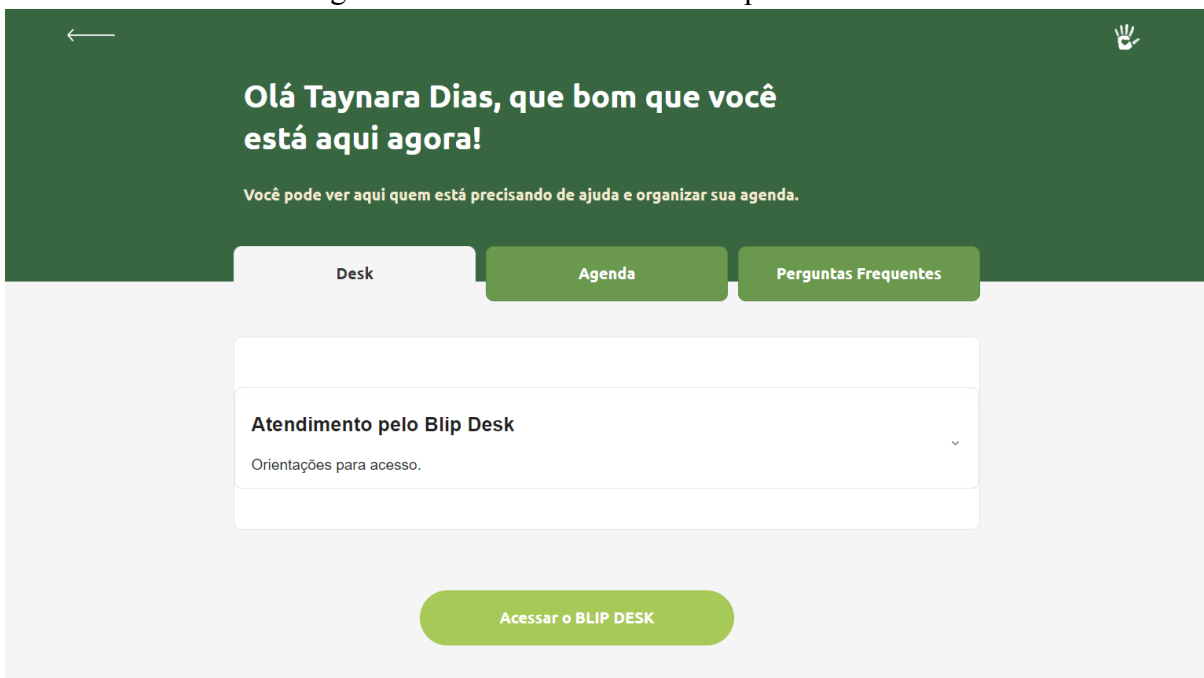 Olá Taynara Dias, que bom que você
está aqui agora!
Você pode ver aqui quem está precisando de ajuda e organizar sua agenda.
Desk
Agenda
Perguntas Frequentes
Atendimento pelo Blip Desk
Orientações para acesso.
Acessar o BLIP DESK